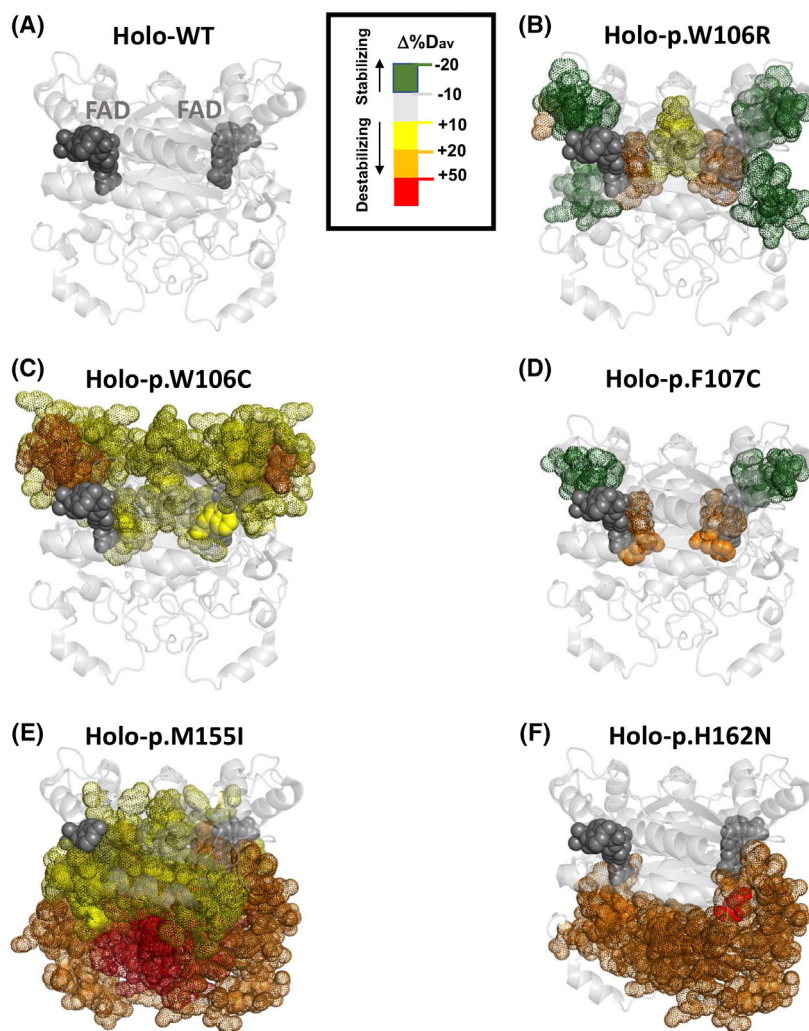 (A)
Holo-WT
FAD FAD
Δ%Dav
Stabilizing
Destabilizing
-20
-10
+10
+20
+50
(B)
Holo-p.W106R
(C)
Holo-p.W106C
(D)
Holo-p.F107C
(E)
Holo-p.M155I
(F)
Holo-p.H162N